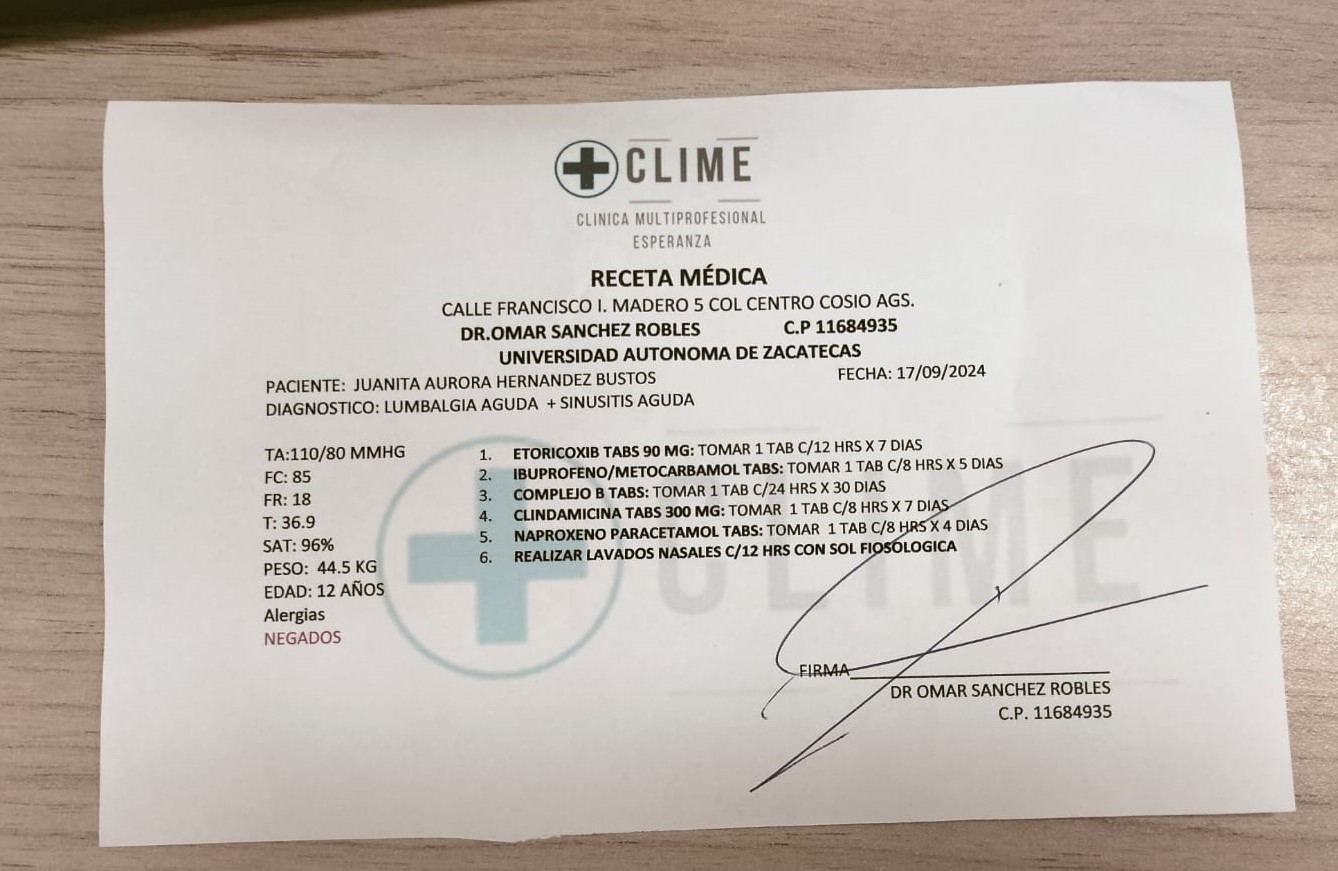 CLIME
CLINICA MULTIPROFESIONAL
ESPERANZA
RECETA MÉDICA
CALLE FRANCISCO I. MADERO 5 COL CENTRO COSIO AGS.
DR.OMAR SANCHEZ ROBLES C.P 11684935
UNIVERSIDAD AUTONOMA DE ZACATECAS
PACIENTE: JUANITA AURORA HERNANDEZ BUSTOS FECHA: 17/09/2024
DIAGNOSTICO: LUMBALGIA AGUDA + SINUSITIS AGUDA
TA:110/80 MMHG
FC: 85
FR: 18
T: 36.9
SAT: 96%
PESO: 44.5 KG
EDAD: 12 AÑOS
Alergias
NEGADOS
1. ETORICOXIB TABS 90 MG: TOMAR 1 TAB C/12 HRS X 7 DIAS
2. IBUPROFENO/METOCARBAMOL TABS: TOMAR 1 TAB C/8 HRS X 5 DIAS
3. COMPLEJO B TABS: TOMAR 1 TAB C/24 HRS X 30 DIAS
4. CLINDAMICINA TABS 300 MG: TOMAR 1 TAB C/8 HRS X 7 DIAS
5. NAPROXENO PARACETAMOL TABS: TOMAR 1 TAB C/8 HRS X 4 DIAS
6. REALIZAR LAVADOS NASALES C/12 HRS CON SOL FIOSOLOGICA
CLIME
FIRMA
DR OMAR SANCHEZ ROBLES
C.P. 11684935